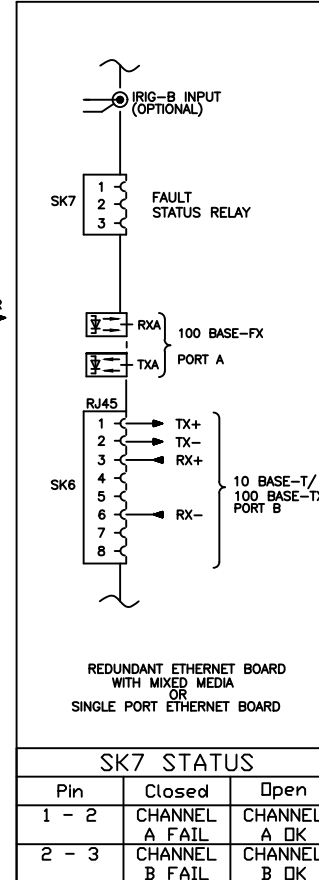 IRIG-B INPUT
(OPTIONAL)
SK7
1
2
3
FAULT
STATUS RELAY
RXA
TXA
100 BASE-FX
PORT A
RJ45
SK6
1 TX+
2 TX-
3 RX+
4
5
6 RX-
7
8
10 BASE-T/
100 BASE-TX
PORT B
REDUNDANT ETHERNET BOARD
WITH MIXED MEDIA
OR
SINGLE PORT ETHERNET BOARD
SK7 STATUS
Pin Closed Open
1 - 2 CHANNEL A FAIL CHANNEL A OK
2 - 3 CHANNEL B FAIL CHANNEL B OK